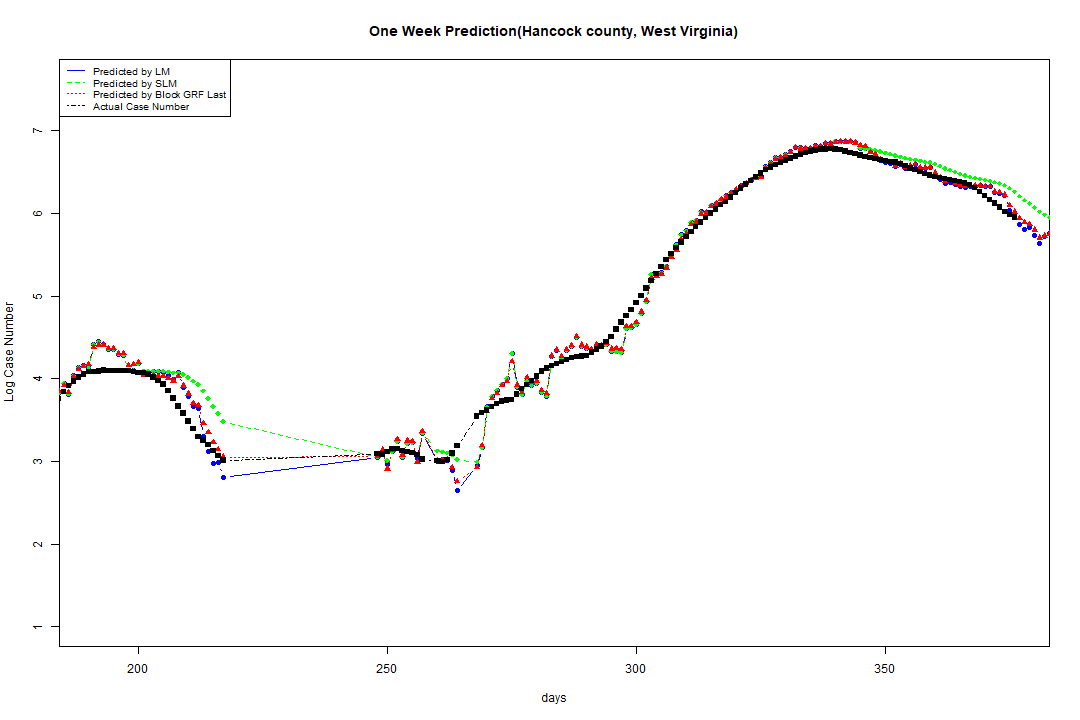 One Week Prediction(Hancock county, West Virginia)
Predicted by LM
Predicted by SLM
Predicted by Block GRF Last
Actual Case Number
Log Case Number
7
6
5
4
3
2
1
200
250
300
350
days